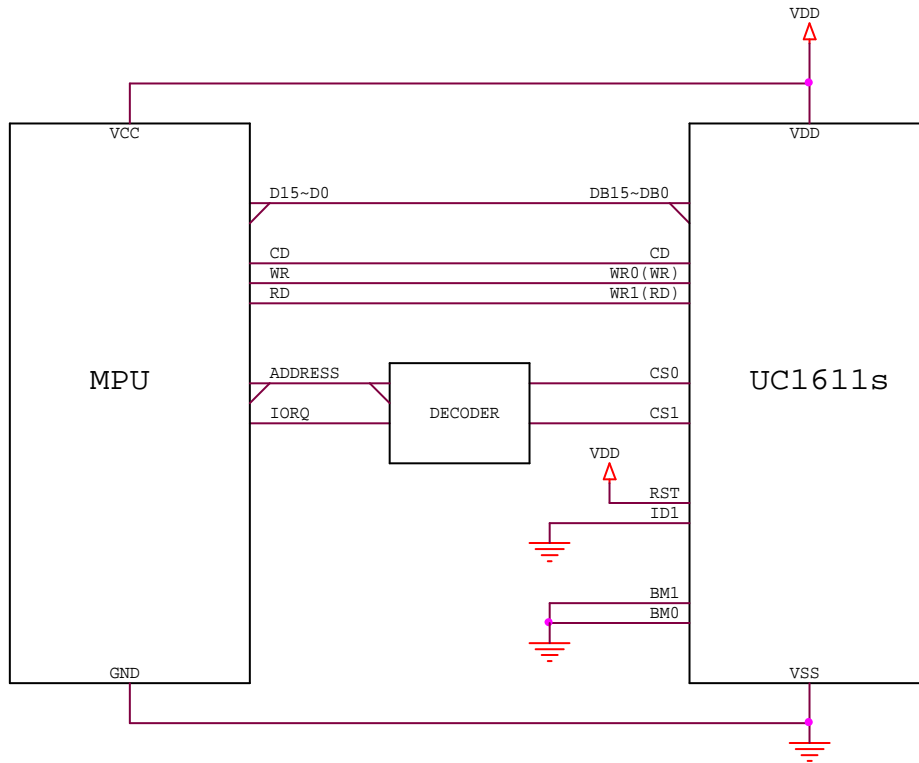 VDD
VCC
VDD
D15~D0
DB15~DB0
CD
CD
WR
WR0(WR)
RD
WR1(RD)
MPU
UC1611s
ADDRESS
CS0
IORQ
DECODER
CS1
VDD
RST
ID1
BM1
BM0
GND
VSS